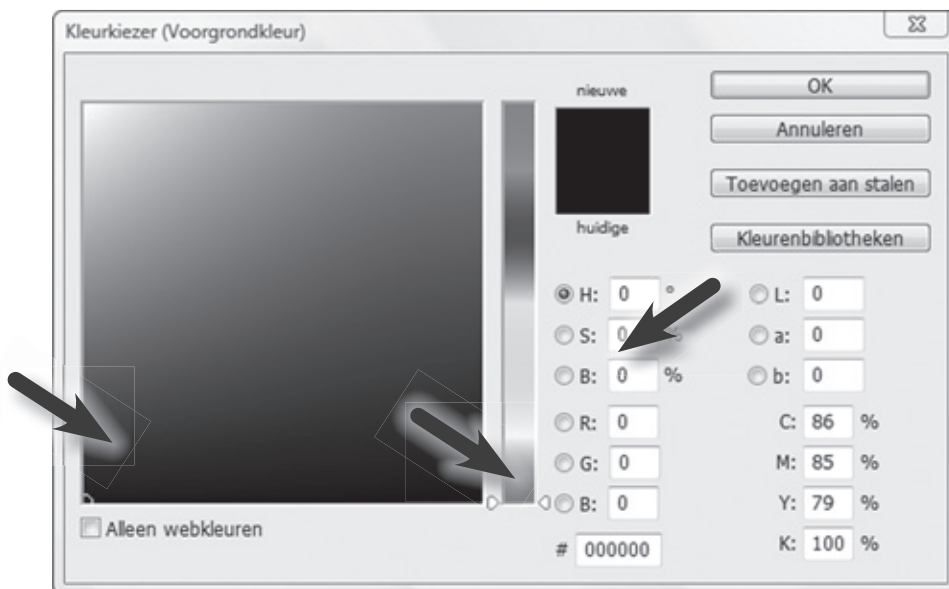 Kleurkiezer (Voorgrondkleur)
nieuwe
huidige
OK
Annuleren
Toevoegen aan stalen
Kleurenbibliotheken
H: 0 °
S: 0 %
B: 0 %
R: 0
G: 0
B: 0
# 000000
L: 0
a: 0
b: 0
C: 86 %
M: 85 %
Y: 79 %
K: 100 %
Alleen webkleuren